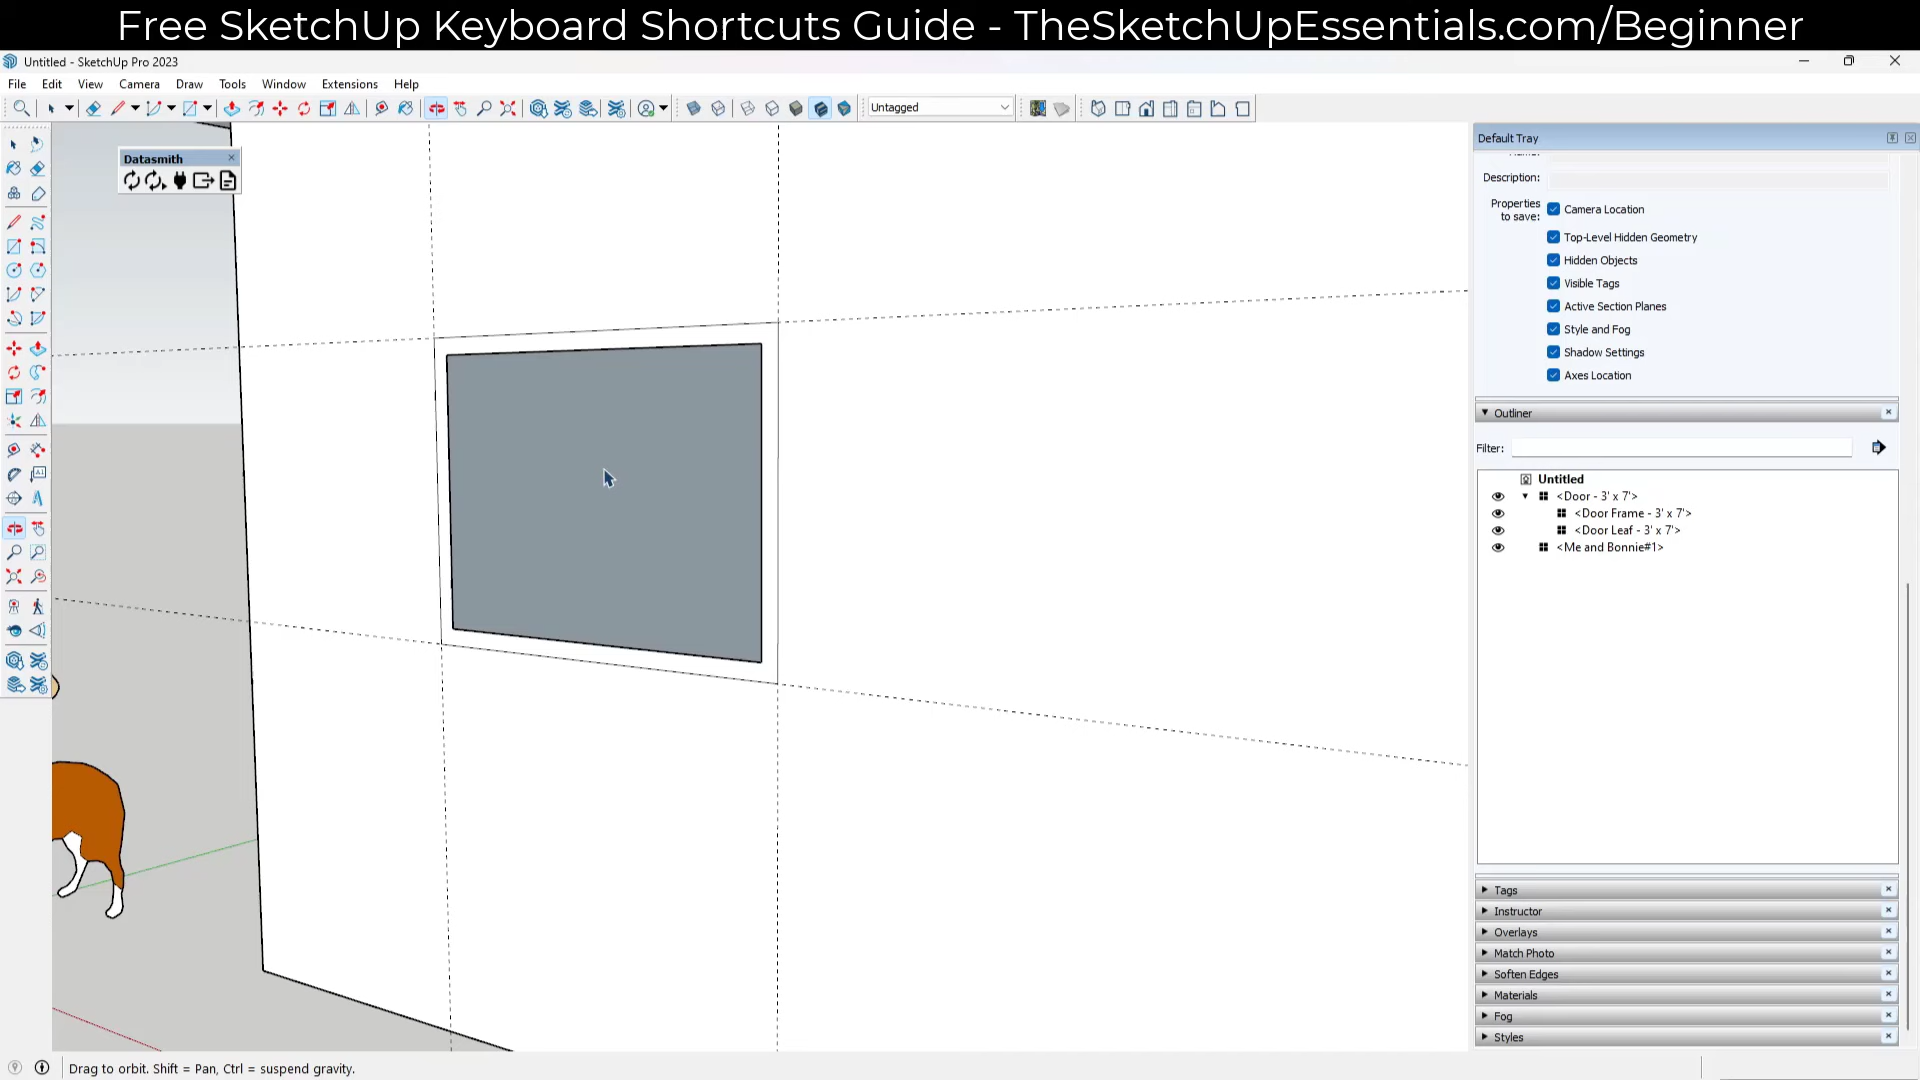 Free SketchUp Keyboard Shortcuts Guide - TheSketchUpEssentials.com/Beginner
Untitled - SketchUp Pro 2023
File Edit View Camera Draw Tools Window Extensions Help
Untagged
Datasmith
Default Tray
Description:
Properties to save:
Camera Location
Top-Level Hidden Geometry
Hidden Objects
Visible Tags
Active Section Planes
Style and Fog
Shadow Settings
Axes Location
Outliner
Filter:
Untitled
<Door - 3' x 7'>
<Door Frame - 3' x 7'>
<Door Leaf - 3' x 7'>
<Me and Bonnie#1>
Tags
Instructor
Overlays
Match Photo
Soften Edges
Materials
Fog
Styles
Drag to orbit. Shift = Pan, Ctrl = suspend gravity.